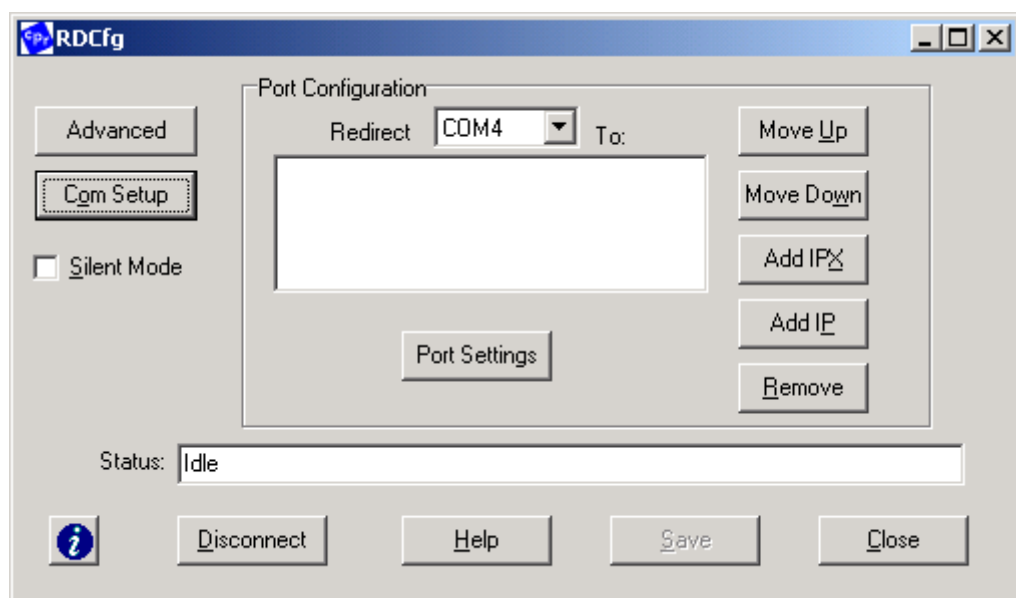 cpr RDCfg
Port Configuration
Advanced
Redirect COM4 To:
Move Up
Com Setup
Move Down
Silent Mode
Add IPX
Add IP
Port Settings
Remove
Status: Idle
i Disconnect Help Save Close